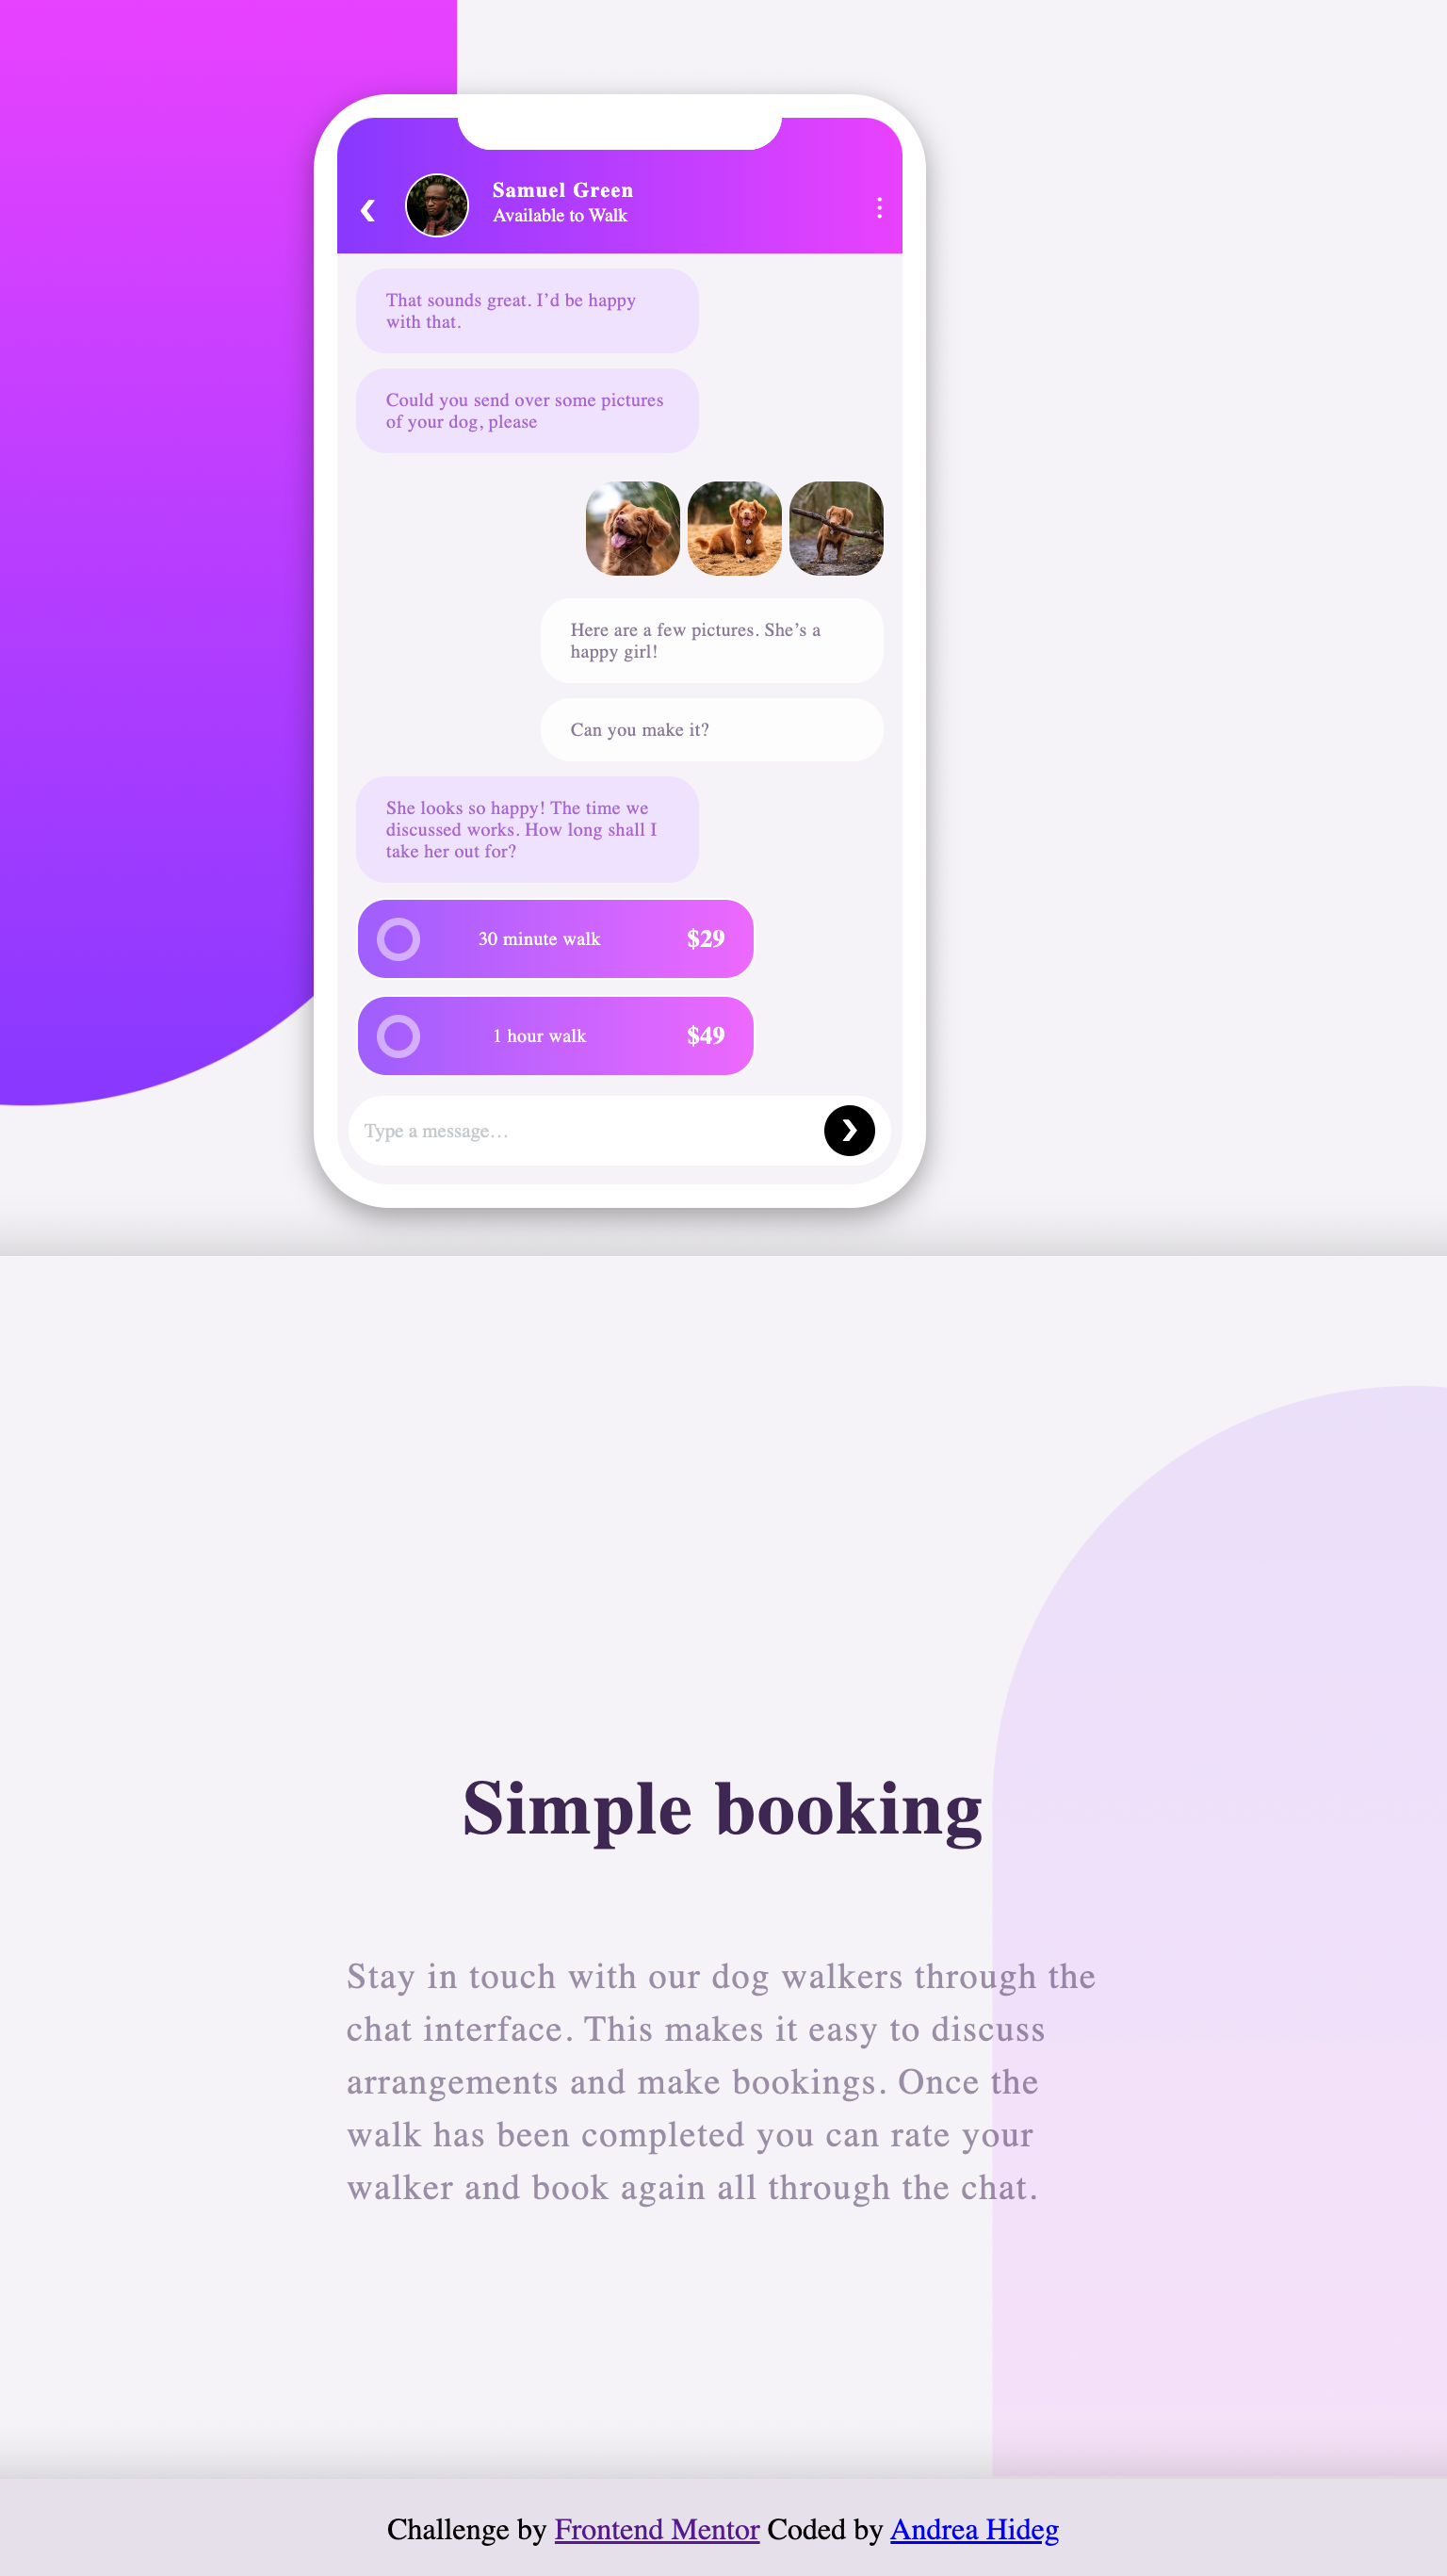 Samuel Green
Available to Walk
That sounds great. I’d be happy
with that.
Could you send over some pictures
of your dog, please
Here are a few pictures. She’s a
happy girl!
Can you make it?
She looks so happy! The time we
discussed works. How long shall I
take her out for?
30 minute walk $29
1 hour walk $49
Type a message…
Simple booking
Stay in touch with our dog walkers through the
chat interface. This makes it easy to discuss
arrangements and make bookings. Once the
walk has been completed you can rate your
walker and book again all through the chat.
Challenge by Frontend Mentor Coded by Andrea Hideg